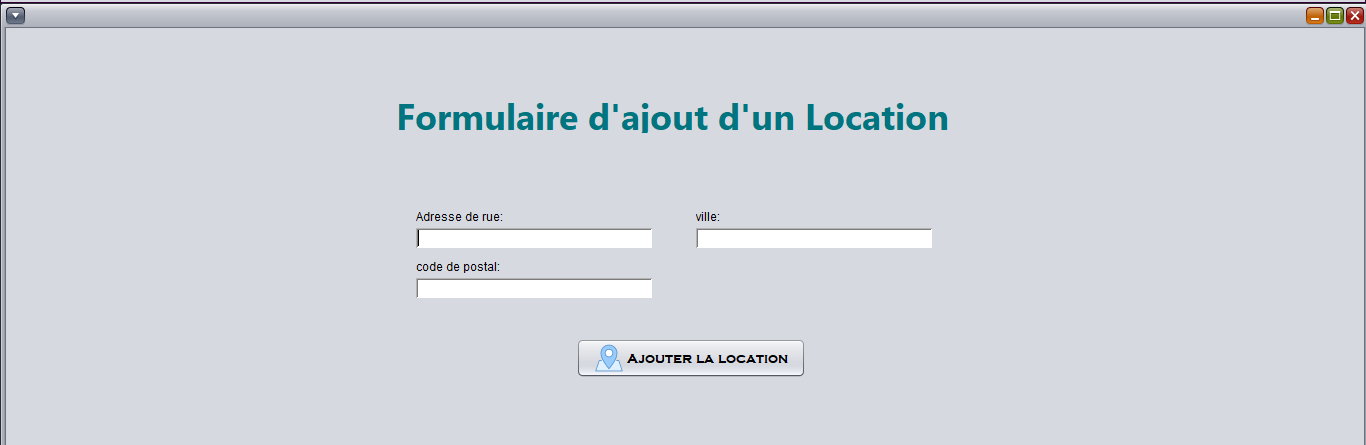 Formulaire d'ajout d'un Location
Adresse de rue:
ville:
code de postal:
AJOUTER LA LOCATION